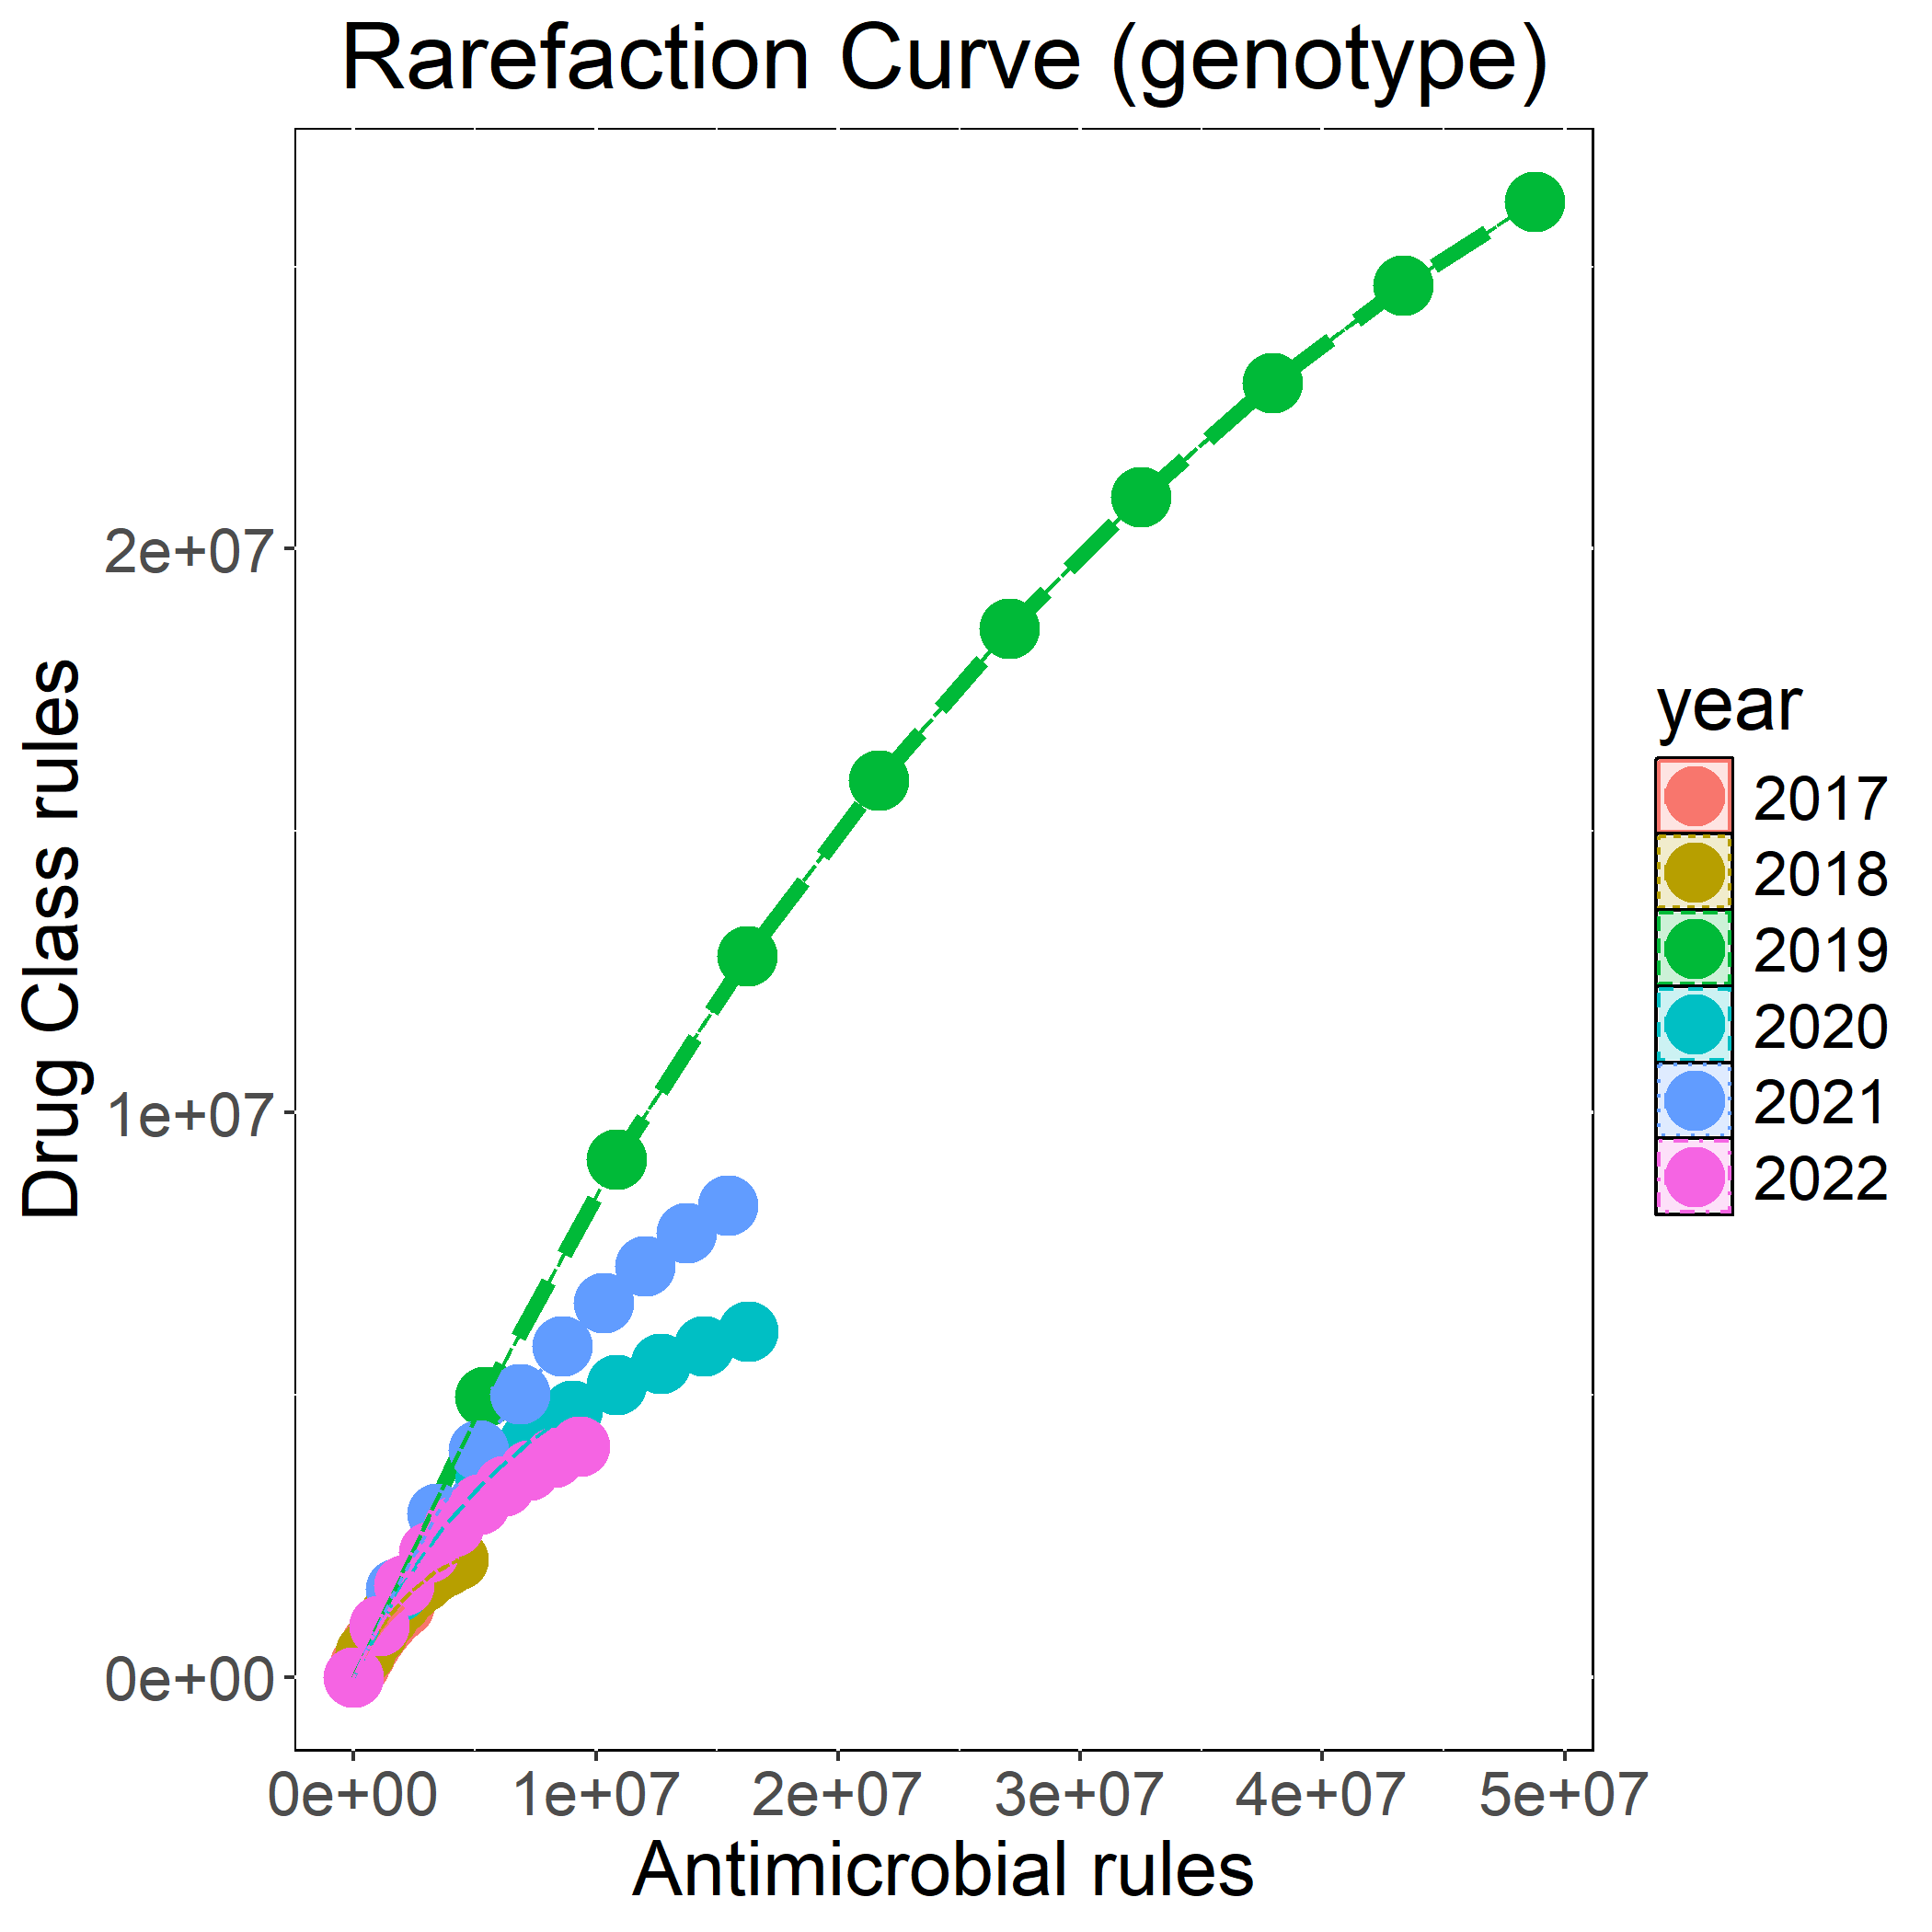 Rarefaction Curve (genotype)
Drug Class rules
2e+07
1e+07
0e+00
0e+00 1e+07 2e+07 3e+07 4e+07 5e+07
Antimicrobial rules
year
2017
2018
2019
2020
2021
2022